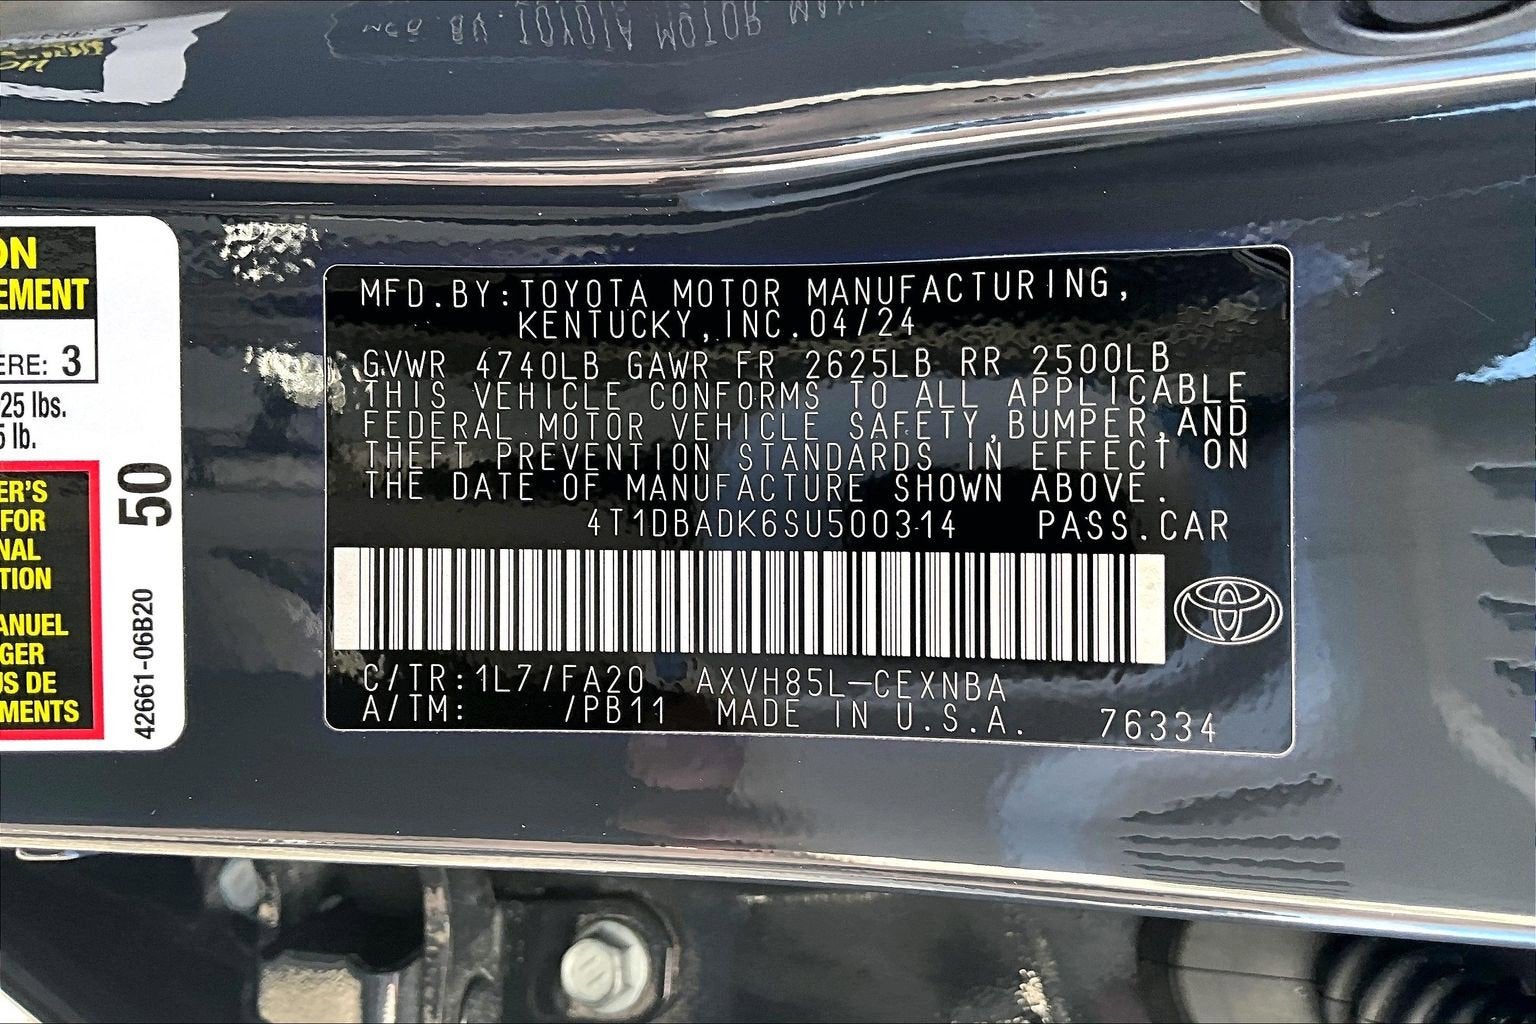 ON
EMENT
ERE: 3
25 lbs.
5 lb.
ER'S
FOR
NAL
TION
ANUEL
GER
US DE
MENTS
50
42661-06B20
MFD.BY:TOYOTA MOTOR MANUFACTURING,
KENTUCKY,INC.04/24
GVWR 4740LB GAWR FR 2625LB RR 2500LB
THIS VEHICLE CONFORMS TO ALL APPLICABLE
FEDERAL MOTOR VEHICLE SAFETY,BUMPER,AND
THEFT PREVENTION STANDARDS IN EFFECT ON
THE DATE OF MANUFACTURE SHOWN ABOVE.
4T1DBADK6SU500314 PASS.CAR
C/TR:1L7/FA20 AXVH85L-CEXNBA
A/TM: /PB11 MADE IN U.S.A. 76334